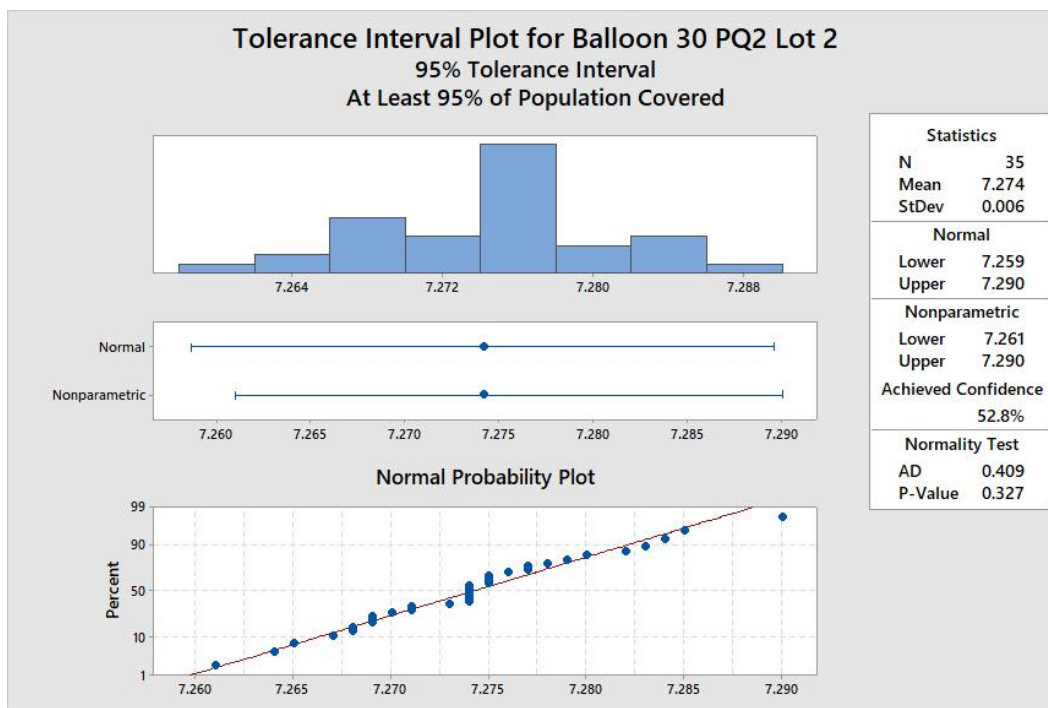 Tolerance Interval Plot for Balloon 30 PQ2 Lot 2
95% Tolerance Interval
At Least 95% of Population Covered
7.264 7.272 7.280 7.288
Normal
Nonparametric
7.260 7.265 7.270 7.275 7.280 7.285 7.290
Normal Probability Plot
Percent
99
90
50
10
1
7.260 7.265 7.270 7.275 7.280 7.285 7.290
Statistics
N 35
Mean 7.274
StDev 0.006
Normal
Lower 7.259
Upper 7.290
Nonparametric
Lower 7.261
Upper 7.290
Achieved Confidence
52.8%
Normality Test
AD 0.409
P-Value 0.327